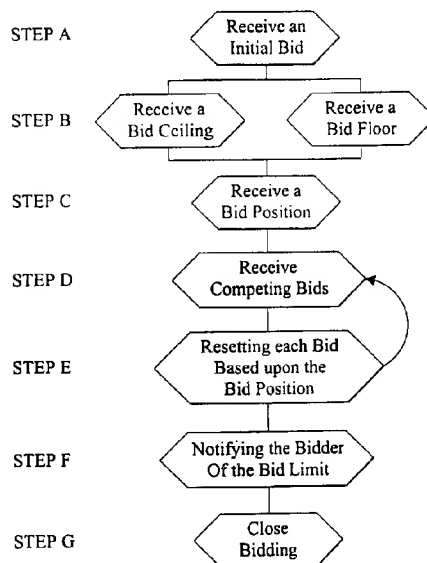 STEP A
Receive an
Initial Bid
STEP B
Receive a
Bid Ceiling
Receive a
Bid Floor
STEP C
Receive a
Bid Position
STEP D
Receive
Competing Bids
STEP E
Resetting each Bid
Based upon the
Bid Position
STEP F
Notifying the Bidder
Of the Bid Limit
STEP G
Close
Bidding